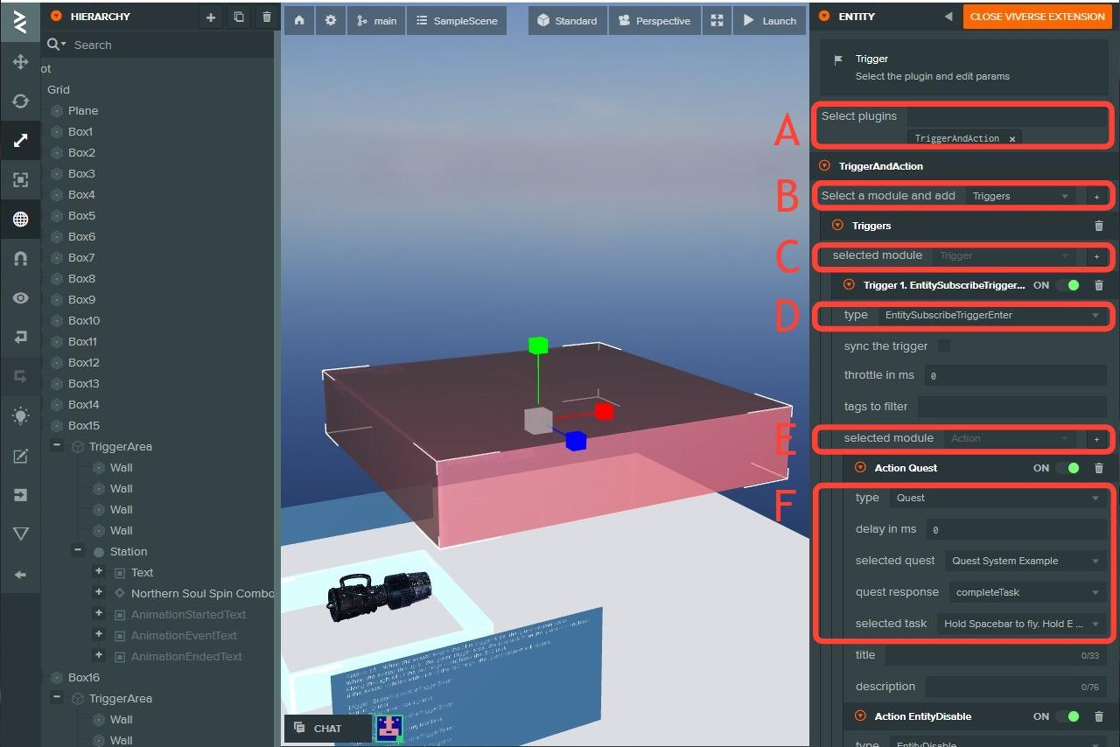 HIERARCHY
main
SampleScene
Standard
Perspective
Launch
ENTITY
CLOSE VIVERSE EXTENSION
Search
ot
Grid
Plane
Box1
Box2
Box3
Box4
Box5
Box6
Box7
Box8
Box9
Box10
Box11
Box12
Box13
Box14
Box15
TriggerArea
Wall
Wall
Wall
Wall
Station
Text
Northern Soul Spin Combo
AnimationStartedText
AnimationEventText
AnimationEndedText
Box16
TriggerArea
Wall
Wall
CHAT
Trigger
Select the plugin and edit params
A
Select plugins
TriggerAndAction x
TriggerAndAction
B
Select a module and add Triggers +
Triggers
C
selected module Trigger +
Trigger 1. EntitySubscribeTrigger... ON
D
type EntitySubscribeTriggerEnter
sync the trigger
throttle in ms 0
tags to filter
E
selected module Action +
Action Quest ON
F
type Quest
delay in ms 0
selected quest Quest System Example
quest response completeTask
selected task Hold Spacebar to fly. Hold E ...
title 0/33
description 0/76
Action EntityDisable ON
type EntityDisable